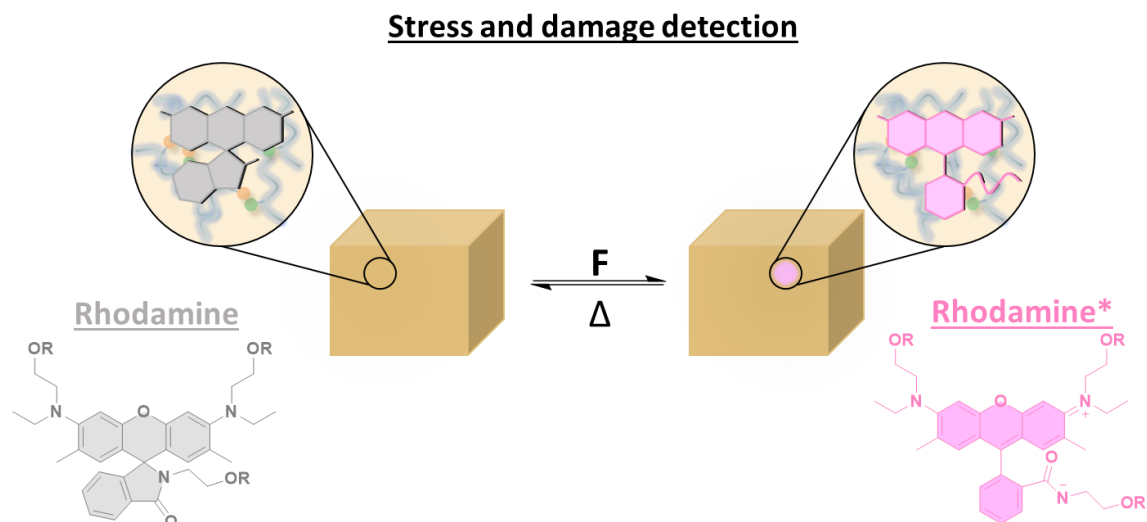 Stress and damage detection
F
Δ
Rhodamine
Rhodamine*
OR
OR
N
O
N
N
OR
O
OR
OR
N
O
N
+
O
N
−
OR